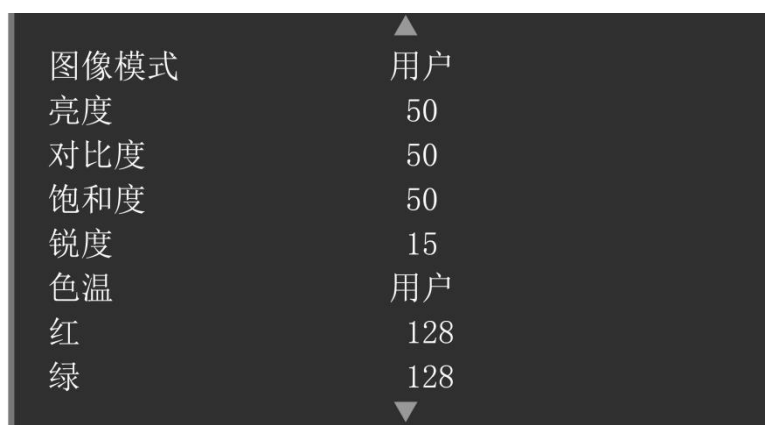 图像模式 用户
亮度 50
对比度 50
饱和度 50
锐度 15
色温 用户
红 128
绿 128